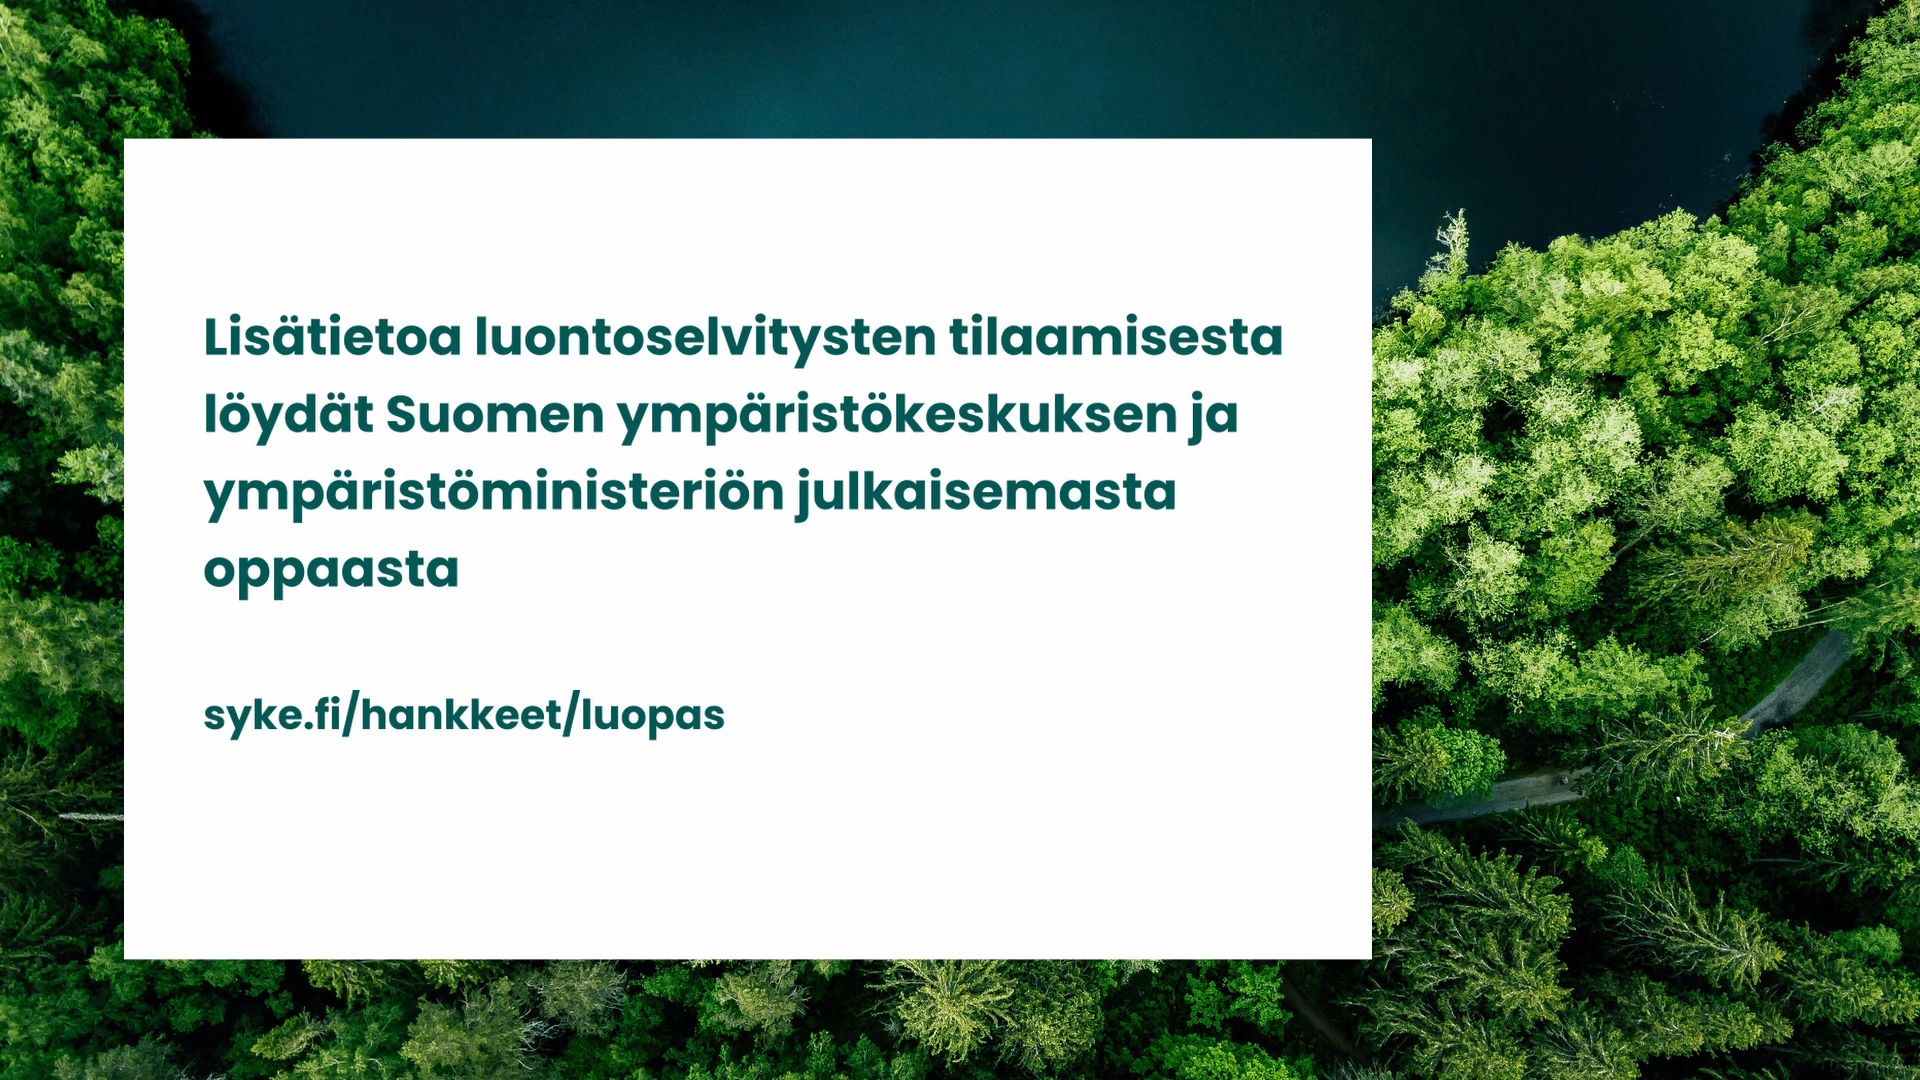 Lisätietoa luontoselvitysten tilaamisesta
löydät Suomen ympäristökeskuksen ja
ympäristöministeriön julkaisemasta
oppaasta
syke.fi/hankkeet/luopas